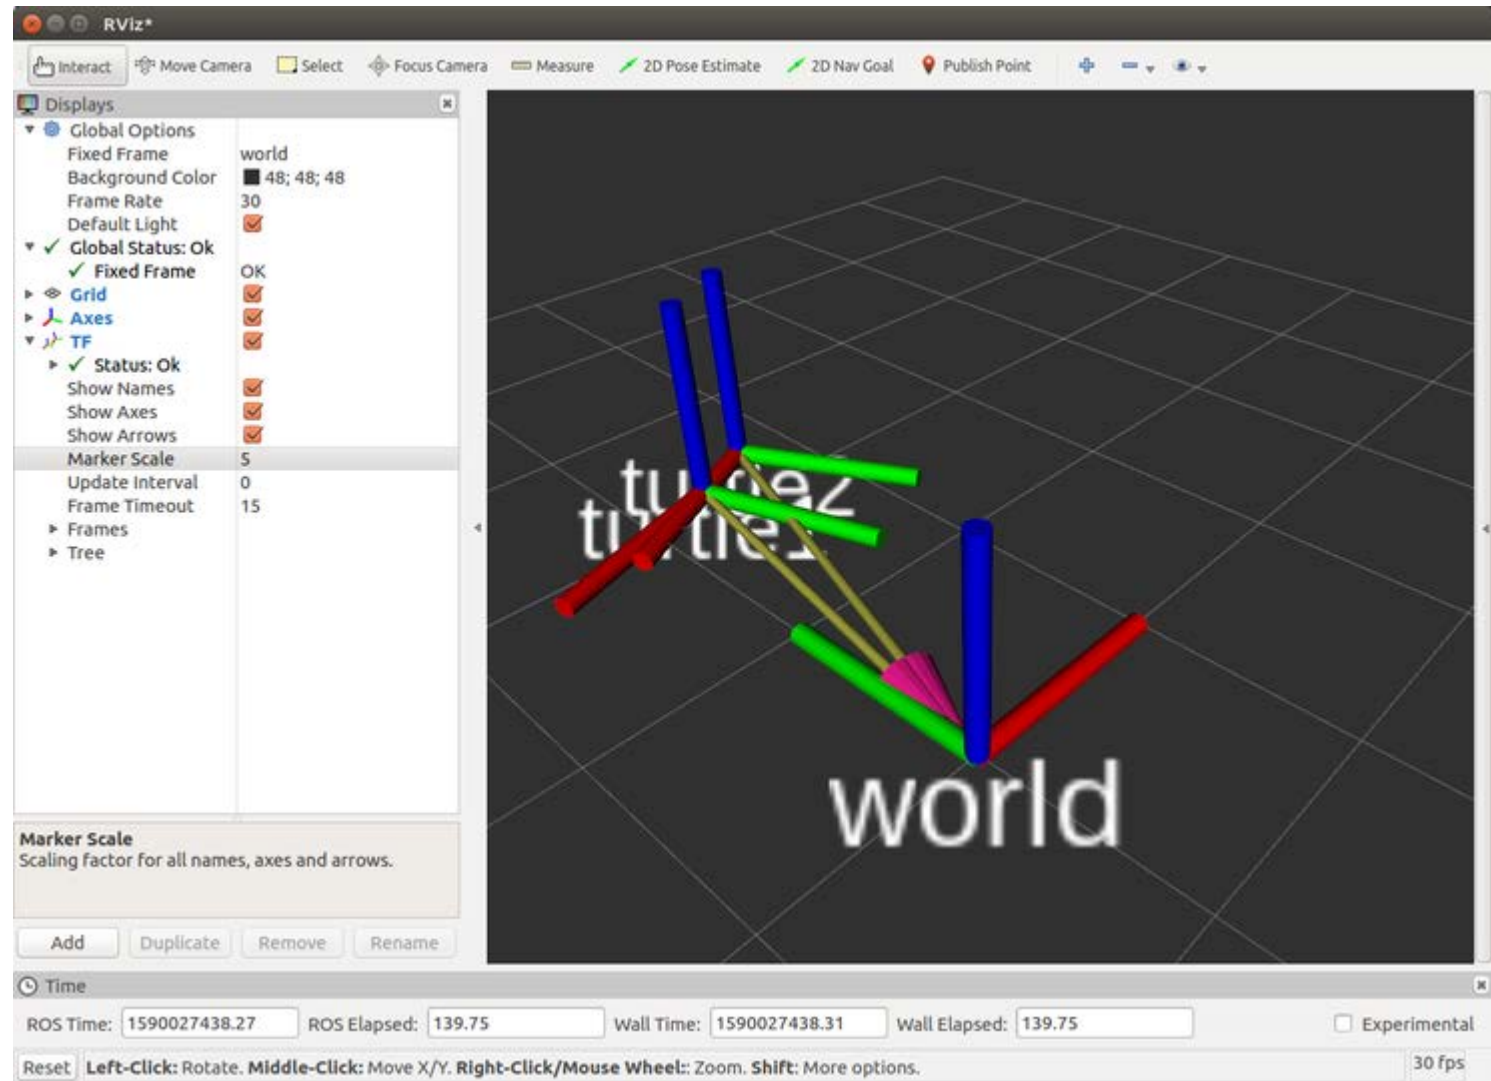 RViz*
Interact Move Camera Select Focus Camera Measure 2D Pose Estimate 2D Nav Goal Publish Point
Displays
Global Options
Fixed Frame world
Background Color 48; 48; 48
Frame Rate 30
Default Light
Global Status: Ok
Fixed Frame OK
Grid
Axes
TF
Status: Ok
Show Names
Show Axes
Show Arrows
Marker Scale 5
Update Interval 0
Frame Timeout 15
Frames
Tree
turtle2
turtle1
world
Marker Scale
Scaling factor for all names, axes and arrows.
Add Duplicate Remove Rename
Time
ROS Time: 1590027438.27 ROS Elapsed: 139.75 Wall Time: 1590027438.31 Wall Elapsed: 139.75 Experimental
Reset Left-Click: Rotate. Middle-Click: Move X/Y. Right-Click/Mouse Wheel:: Zoom. Shift: More options. 30 fps